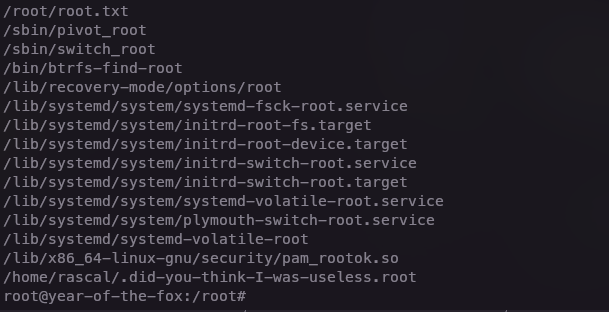 /root/root.txt
/sbin/pivot_root
/sbin/switch_root
/bin/btrfs-find-root
/lib/recovery-mode/options/root
/lib/systemd/system/systemd-fsck-root.service
/lib/systemd/system/initrd-root-fs.target
/lib/systemd/system/initrd-root-device.target
/lib/systemd/system/initrd-switch-root.service
/lib/systemd/system/initrd-switch-root.target
/lib/systemd/system/systemd-volatile-root.service
/lib/systemd/system/plymouth-switch-root.service
/lib/systemd/systemd-volatile-root
/lib/x86_64-linux-gnu/security/pam_rootok.so
/home/rascal/.did-you-think-I-was-useless.root
root@year-of-the-fox:/root#